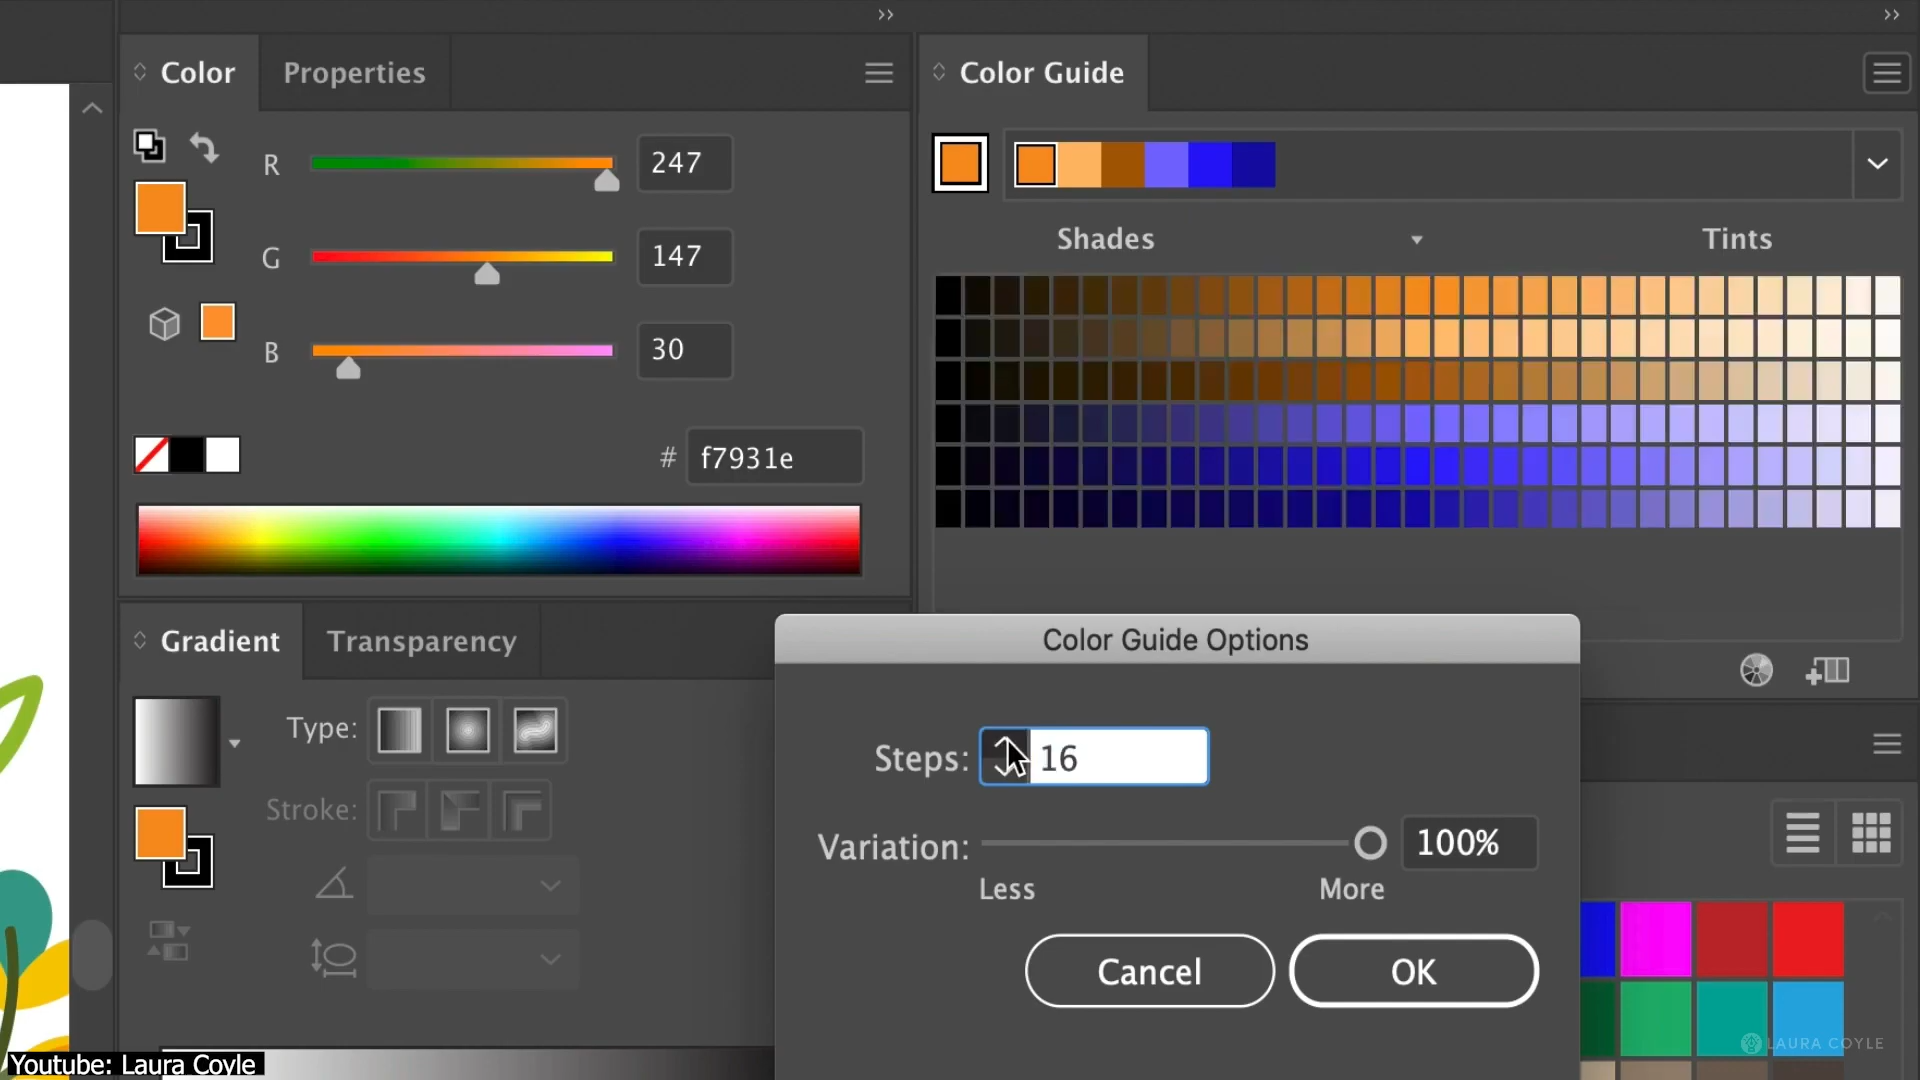 Color
Properties
Color Guide
R
247
G
147
B
30
# f7931e
Shades
Tints
Gradient
Transparency
Type:
Stroke:
Color Guide Options
Steps:
16
Variation:
100%
Less
More
Cancel
OK
LAURA COYLE
Youtube: Laura Coyle